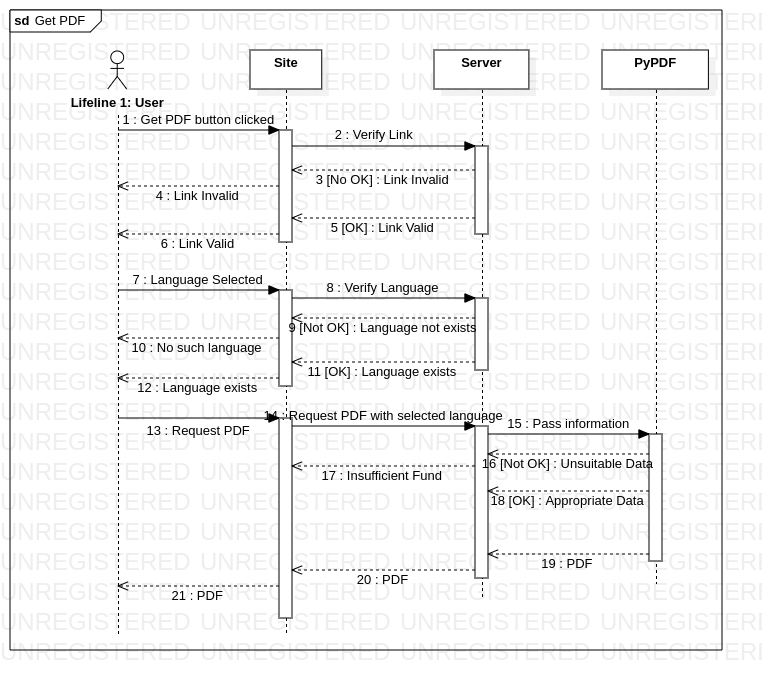 sd Get PDF
Site
Server
PyPDF
Lifeline 1: User
1 : Get PDF button clicked
2 : Verify Link
3 [No OK] : Link Invalid
4 : Link Invalid
5 [OK] : Link Valid
6 : Link Valid
7 : Language Selected
8 : Verify Language
9 [Not OK] : Language not exists
10 : No such language
11 [OK] : Language exists
12 : Language exists
13 : Request PDF
14 : Request PDF with selected language
15 : Pass information
16 [Not OK] : Unsuitable Data
17 : Insufficient Fund
18 [OK] : Appropriate Data
19 : PDF
20 : PDF
21 : PDF
UNREGISTERED